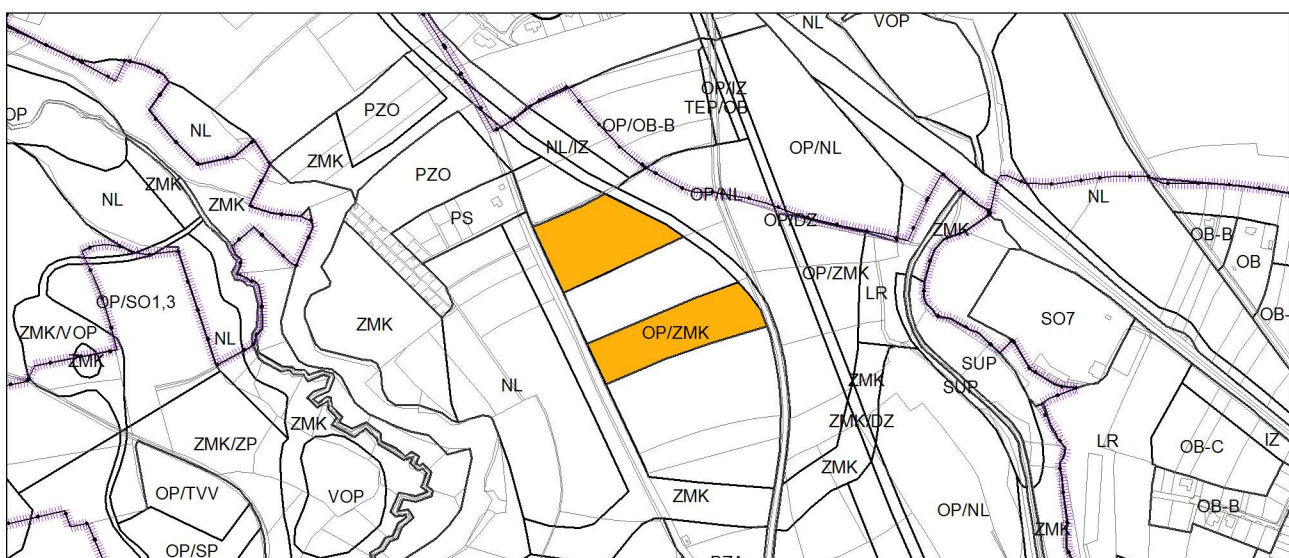 NL
VOP
OP
NL
PZO
OP/IZ
TEP/OB
OP/OB-B
NL/IZ
OP/NL
ZMK
PZO
ZMK
NL
ZMK
OP/NL
NL
PS
OP/DZ
ZMK
OB-B
OB
OP/ZMK
LR
OP/SO1,3
OB-
ZMK/VOP
ZMK
NL
ZMK
OP/ZMK
SO7
SUP
SUP
NL
ZMK
ZMK/DZ
ZMK
ZMK/ZP
LR
OB-C
IZ
ZMK
OP/TVV
VOP
ZMK
OP/NL
OB-B
ZMK
OP/SP